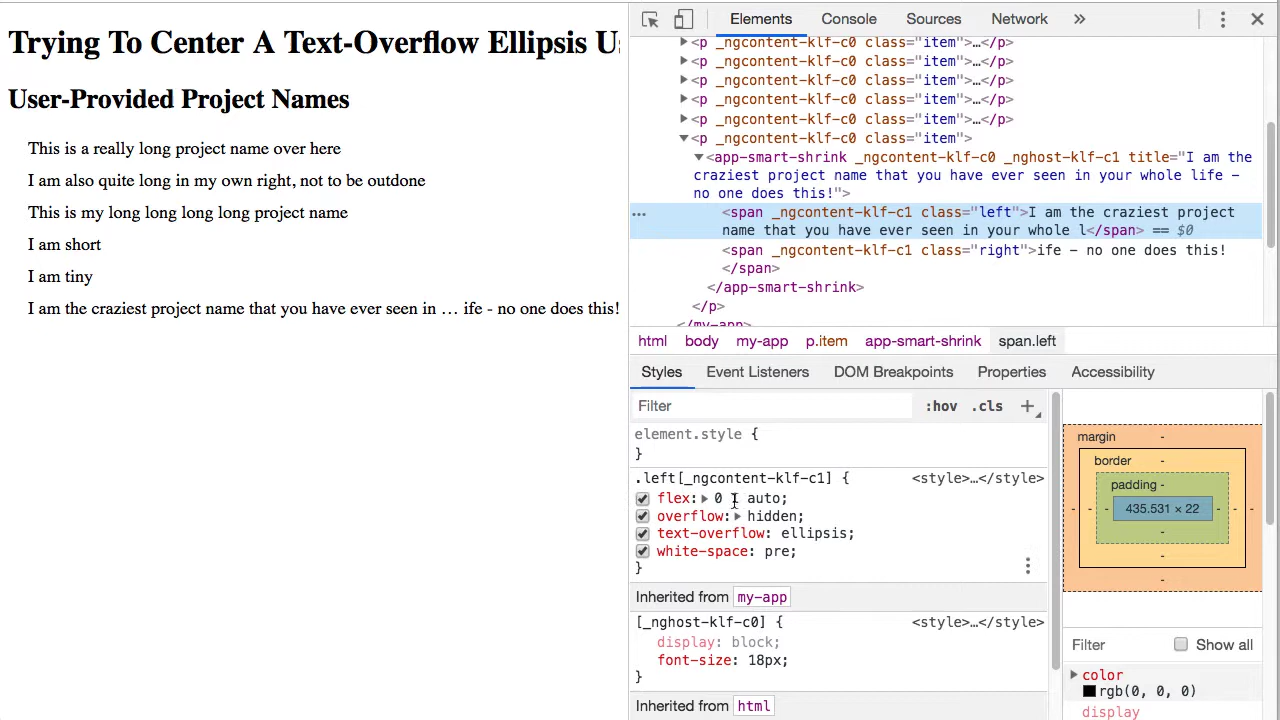 Trying To Center A Text-Overflow Ellipsis U
User-Provided Project Names
This is a really long project name over here
I am also quite long in my own right, not to be outdone
This is my long long long long project name
I am short
I am tiny
I am the craziest project name that you have ever seen in … ife - no one does this!
Elements Console Sources Network »
▶<p _ngcontent-klf-c0 class="item">…</p>
▶<p _ngcontent-klf-c0 class="item">…</p>
▶<p _ngcontent-klf-c0 class="item">…</p>
▶<p _ngcontent-klf-c0 class="item">…</p>
▶<p _ngcontent-klf-c0 class="item">…</p>
▼<p _ngcontent-klf-c0 class="item">
▼<app-smart-shrink _ngcontent-klf-c0 _nghost-klf-c1 title="I am the
craziest project name that you have ever seen in your whole life -
no one does this!">
… <span _ngcontent-klf-c1 class="left">I am the craziest project
name that you have ever seen in your whole l</span> == $0
<span _ngcontent-klf-c1 class="right">ife - no one does this!
</span>
</app-smart-shrink>
</p>
</my-app>
html body my-app p.item app-smart-shrink span.left
Styles Event Listeners DOM Breakpoints Properties Accessibility
Filter :hov .cls +
element.style {
}
.left[_ngcontent-klf-c1] { <style>…</style>
flex:▶ 0 auto;
overflow:▶ hidden;
text-overflow: ellipsis;
white-space: pre;
}
Inherited from my-app
[_nghost-klf-c0] { <style>…</style>
display: block;
font-size: 18px;
}
Inherited from html
margin -
border -
padding -
- - - 435.531 × 22 - - -
-
-
-
Filter Show all
▶ color
rgb(0, 0, 0)
display